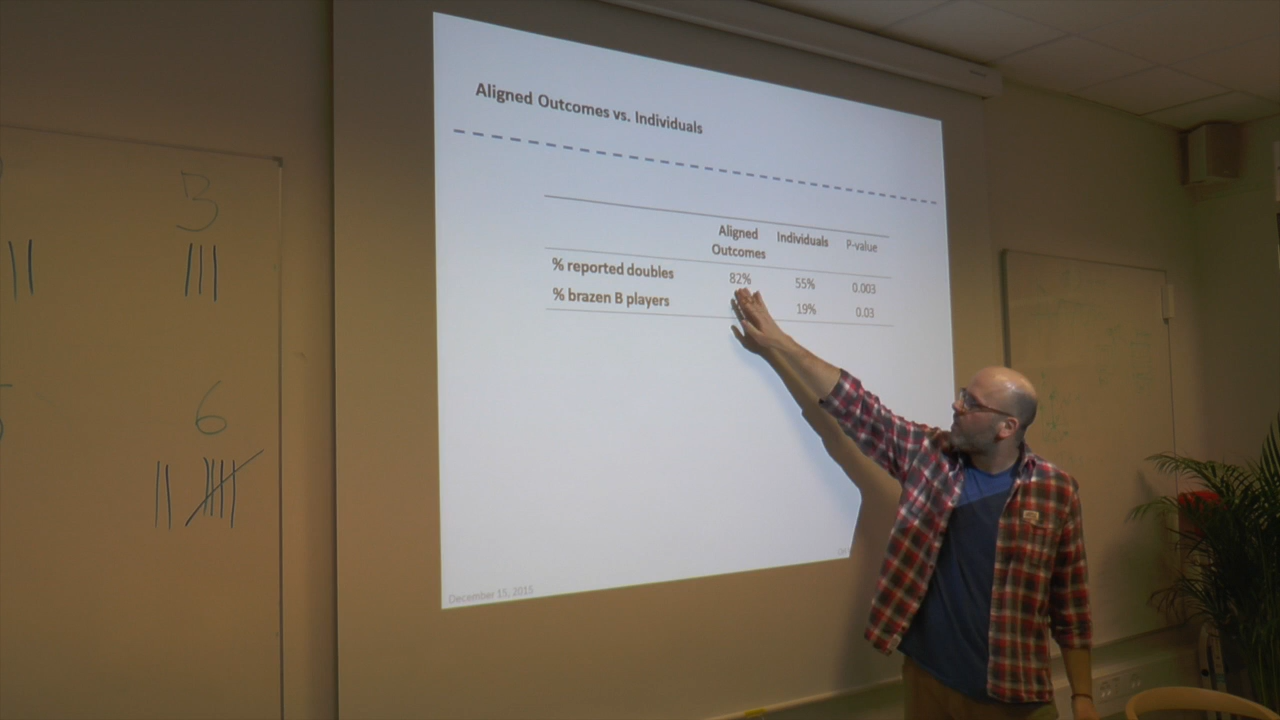 Aligned Outcomes vs. Individuals
Aligned Outcomes Individuals P-value
% reported doubles 82% 55% 0.003
% brazen B players 19% 0.03
December 15, 2015
3
6